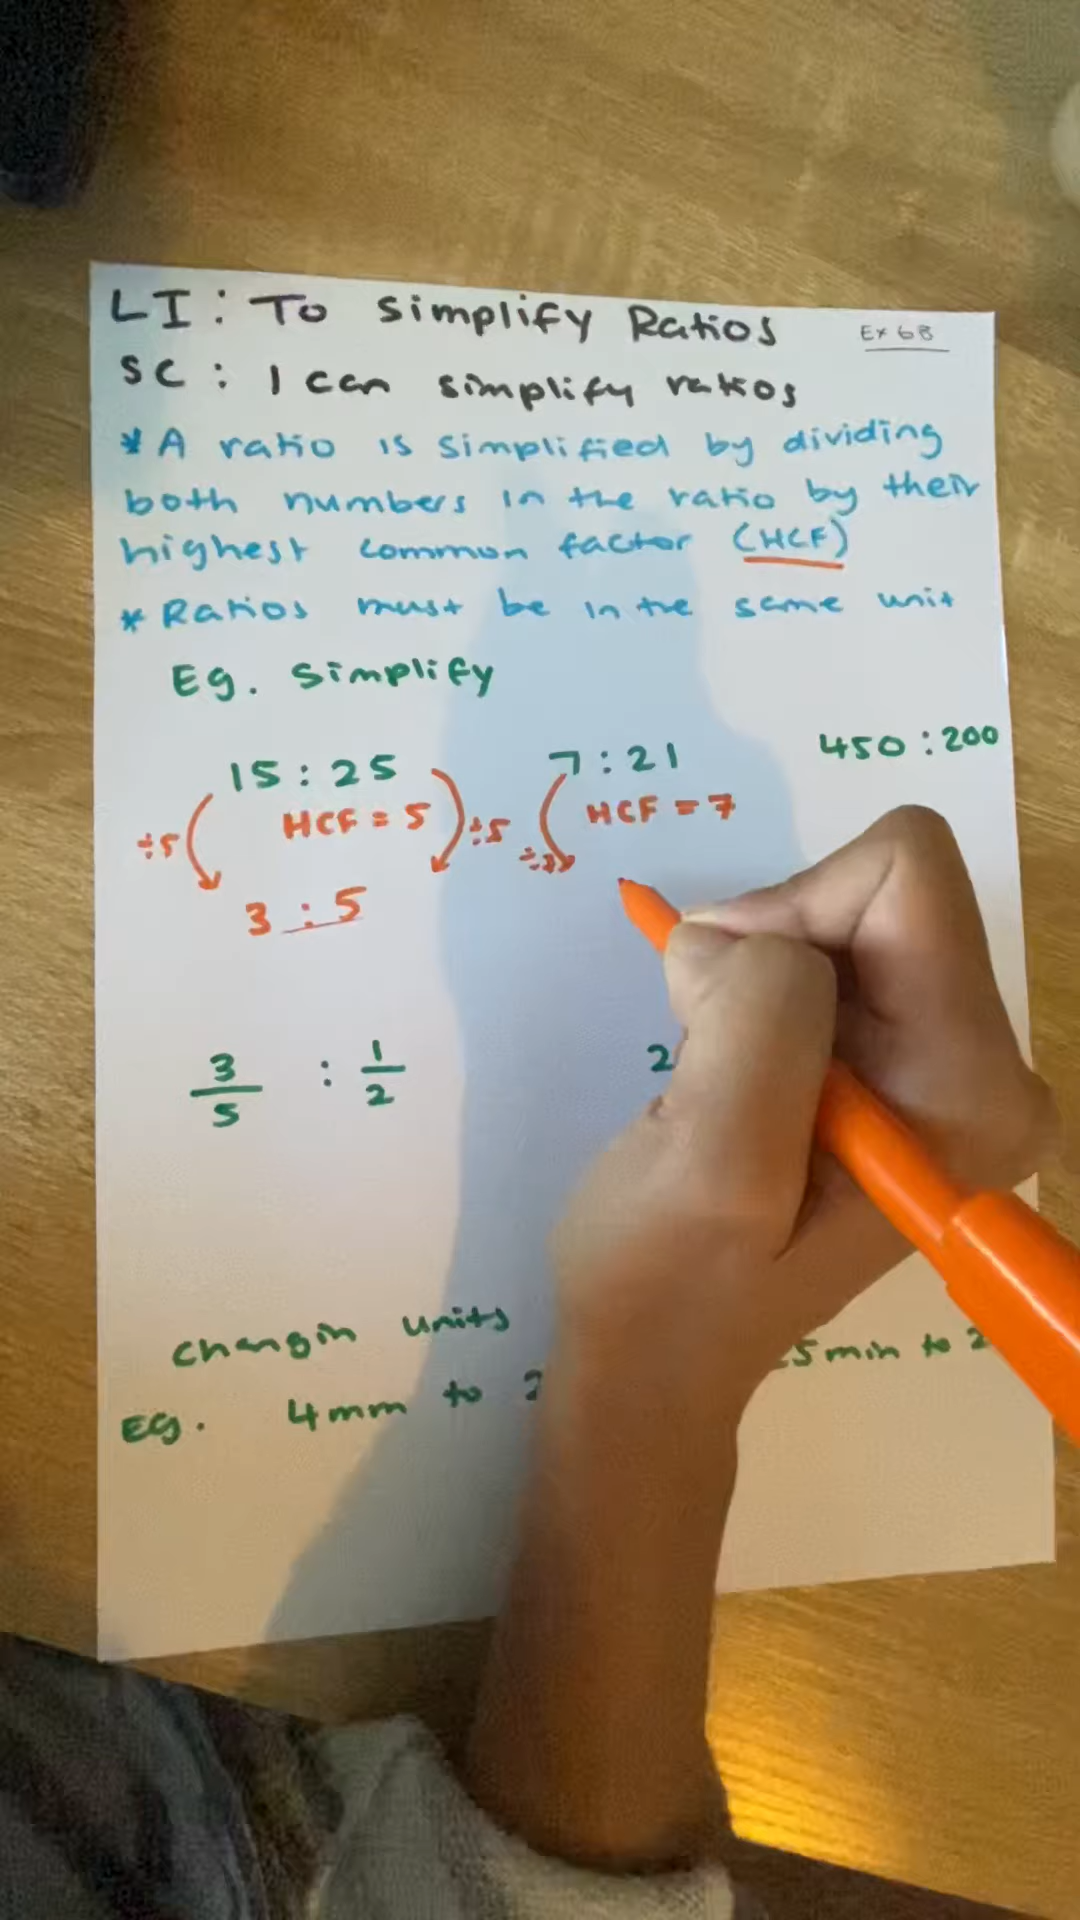 LI : To simplify Ratios Ex 6B
SC : I can simplify ratios
* A ratio is simplified by dividing
both numbers in the ratio by their
highest common factor (HCF)
* Ratios must be in the same unit
Eg. Simplify
15 : 25 7 : 21 450 : 200
÷5 HCF = 5 ÷5 HCF = 7
3 : 5
3/5 : 1/2 2
Changin units
EG. 4mm to 2 5min to 2